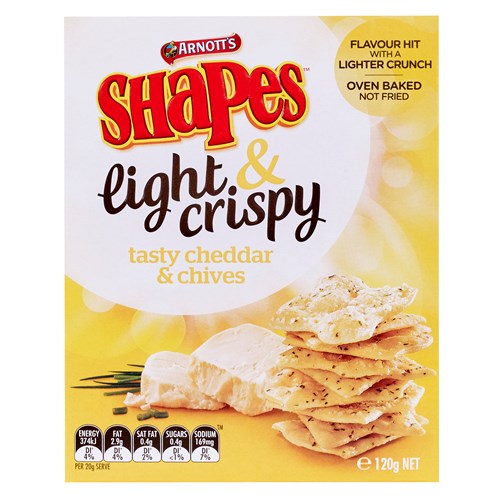 ARNOTT'S
SHAPES™
light &
crispy
tasty cheddar
& chives
FLAVOUR HIT
WITH A
LIGHTER CRUNCH
OVEN BAKED
NOT FRIED
ENERGY FAT SAT FAT SUGARS SODIUM
374kJ 2.9g 0.4g 0.4g 169mg
DI* DI* DI* DI* DI*
4% 4% 2% <1% 7%
™
PER 20g SERVE
e 120g NET